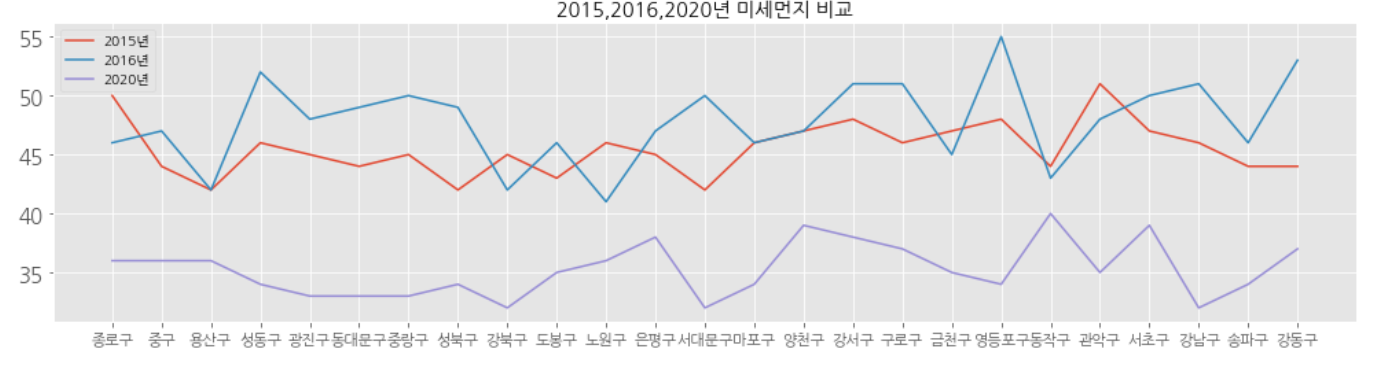 2015,2016,2020년 미세먼지 비교
55
50
45
40
35
2015년
2016년
2020년
종로구 중구 용산구 성동구 광진구 동대문구 중랑구 성북구 강북구 도봉구 노원구 은평구 서대문구 마포구 양천구 강서구 구로구 금천구 영등포구 동작구 관악구 서초구 강남구 송파구 강동구